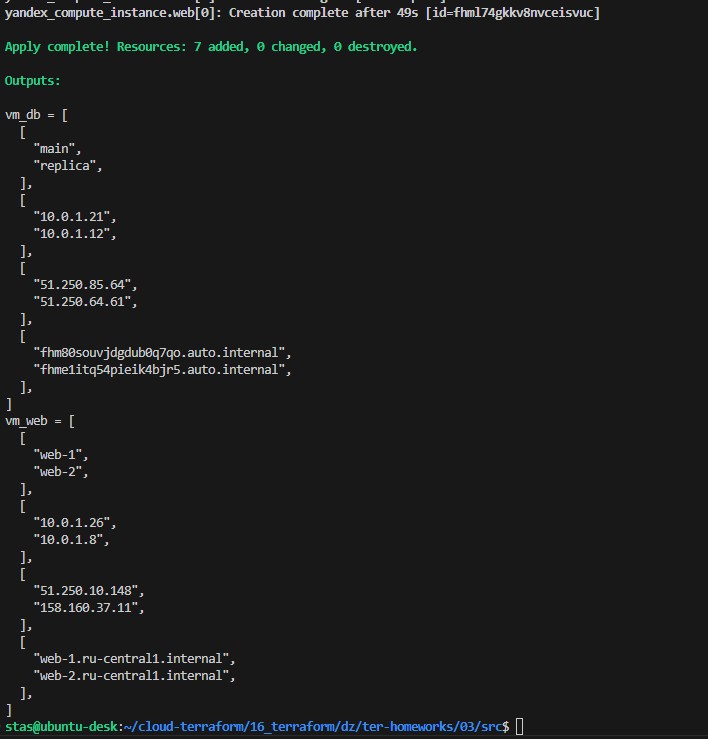 yandex_compute_instance.web[0]: Creation complete after 49s [id=fhml74gkkv8nvceisvuc]
Apply complete! Resources: 7 added, 0 changed, 0 destroyed.
Outputs:
vm_db = [
  [
    "main",
    "replica",
  ],
  [
    "10.0.1.21",
    "10.0.1.12",
  ],
  [
    "51.250.85.64",
    "51.250.64.61",
  ],
  [
    "fhm80souvjdgdub0q7qo.auto.internal",
    "fhme1itq54pieik4bjr5.auto.internal",
  ],
]
vm_web = [
  [
    "web-1",
    "web-2",
  ],
  [
    "10.0.1.26",
    "10.0.1.8",
  ],
  [
    "51.250.10.148",
    "158.160.37.11",
  ],
  [
    "web-1.ru-central1.internal",
    "web-2.ru-central1.internal",
  ],
]
stas@ubuntu-desk:~/cloud-terraform/16_terraform/dz/ter-homeworks/03/src$